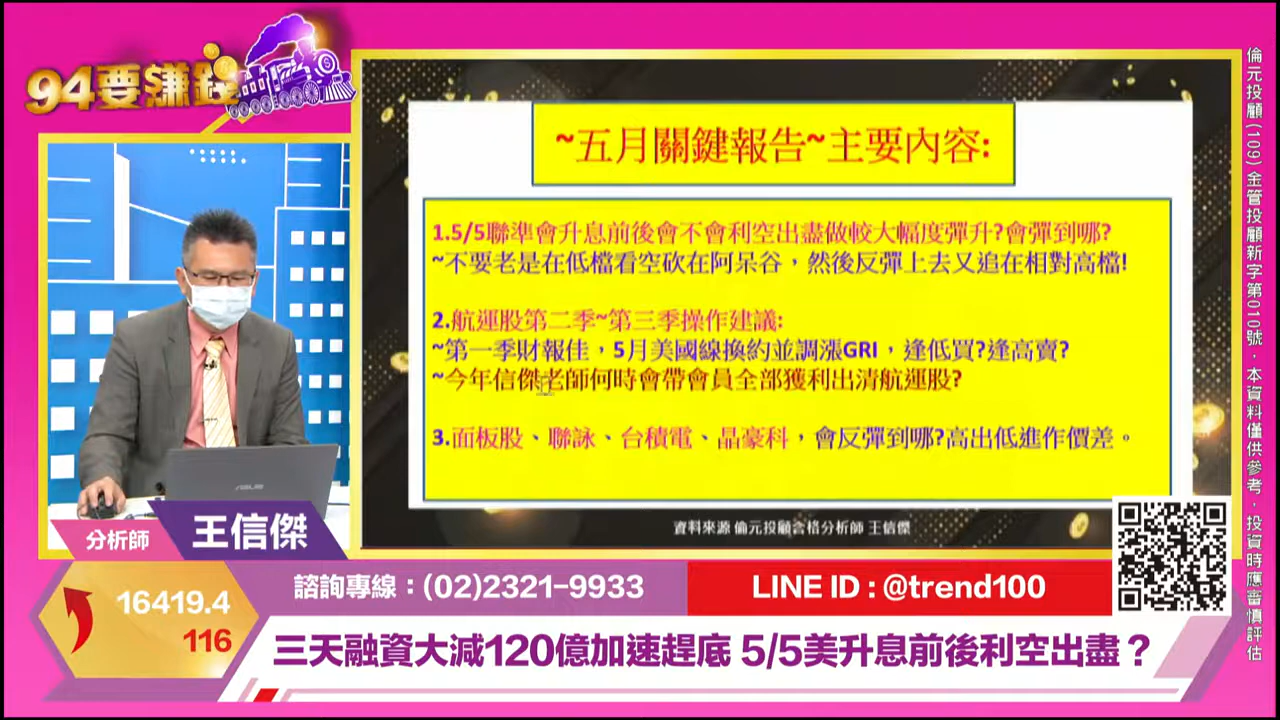 94要賺錢
~五月關鍵報告~主要內容:
1.5/5聯準會升息前後會不會利空出盡做較大幅度彈升?會彈到哪?
~不要老是在低檔看空砍在阿呆谷，然後反彈上去又追在相對高檔!
2.航運股第二季~第三季操作建議:
~第一季財報佳，5月美國線換約並調漲GRI，逢低買?逢高賣?
~今年信傑老師何時會帶會員全部獲利出清航運股?
3.面板股、聯詠、台積電、晶豪科，會反彈到哪?高出低進作價差。
資料來源 倫元投顧合格分析師 王信傑
倫元投顧(109)金管投顧新字第010號．本資料僅供參考．投資時應審慎評估
ASUS
分析師
王信傑
諮詢專線：(02)2321-9933
LINE ID : @trend100
16419.4
116
三天融資大減120億加速趕底 5/5美升息前後利空出盡？